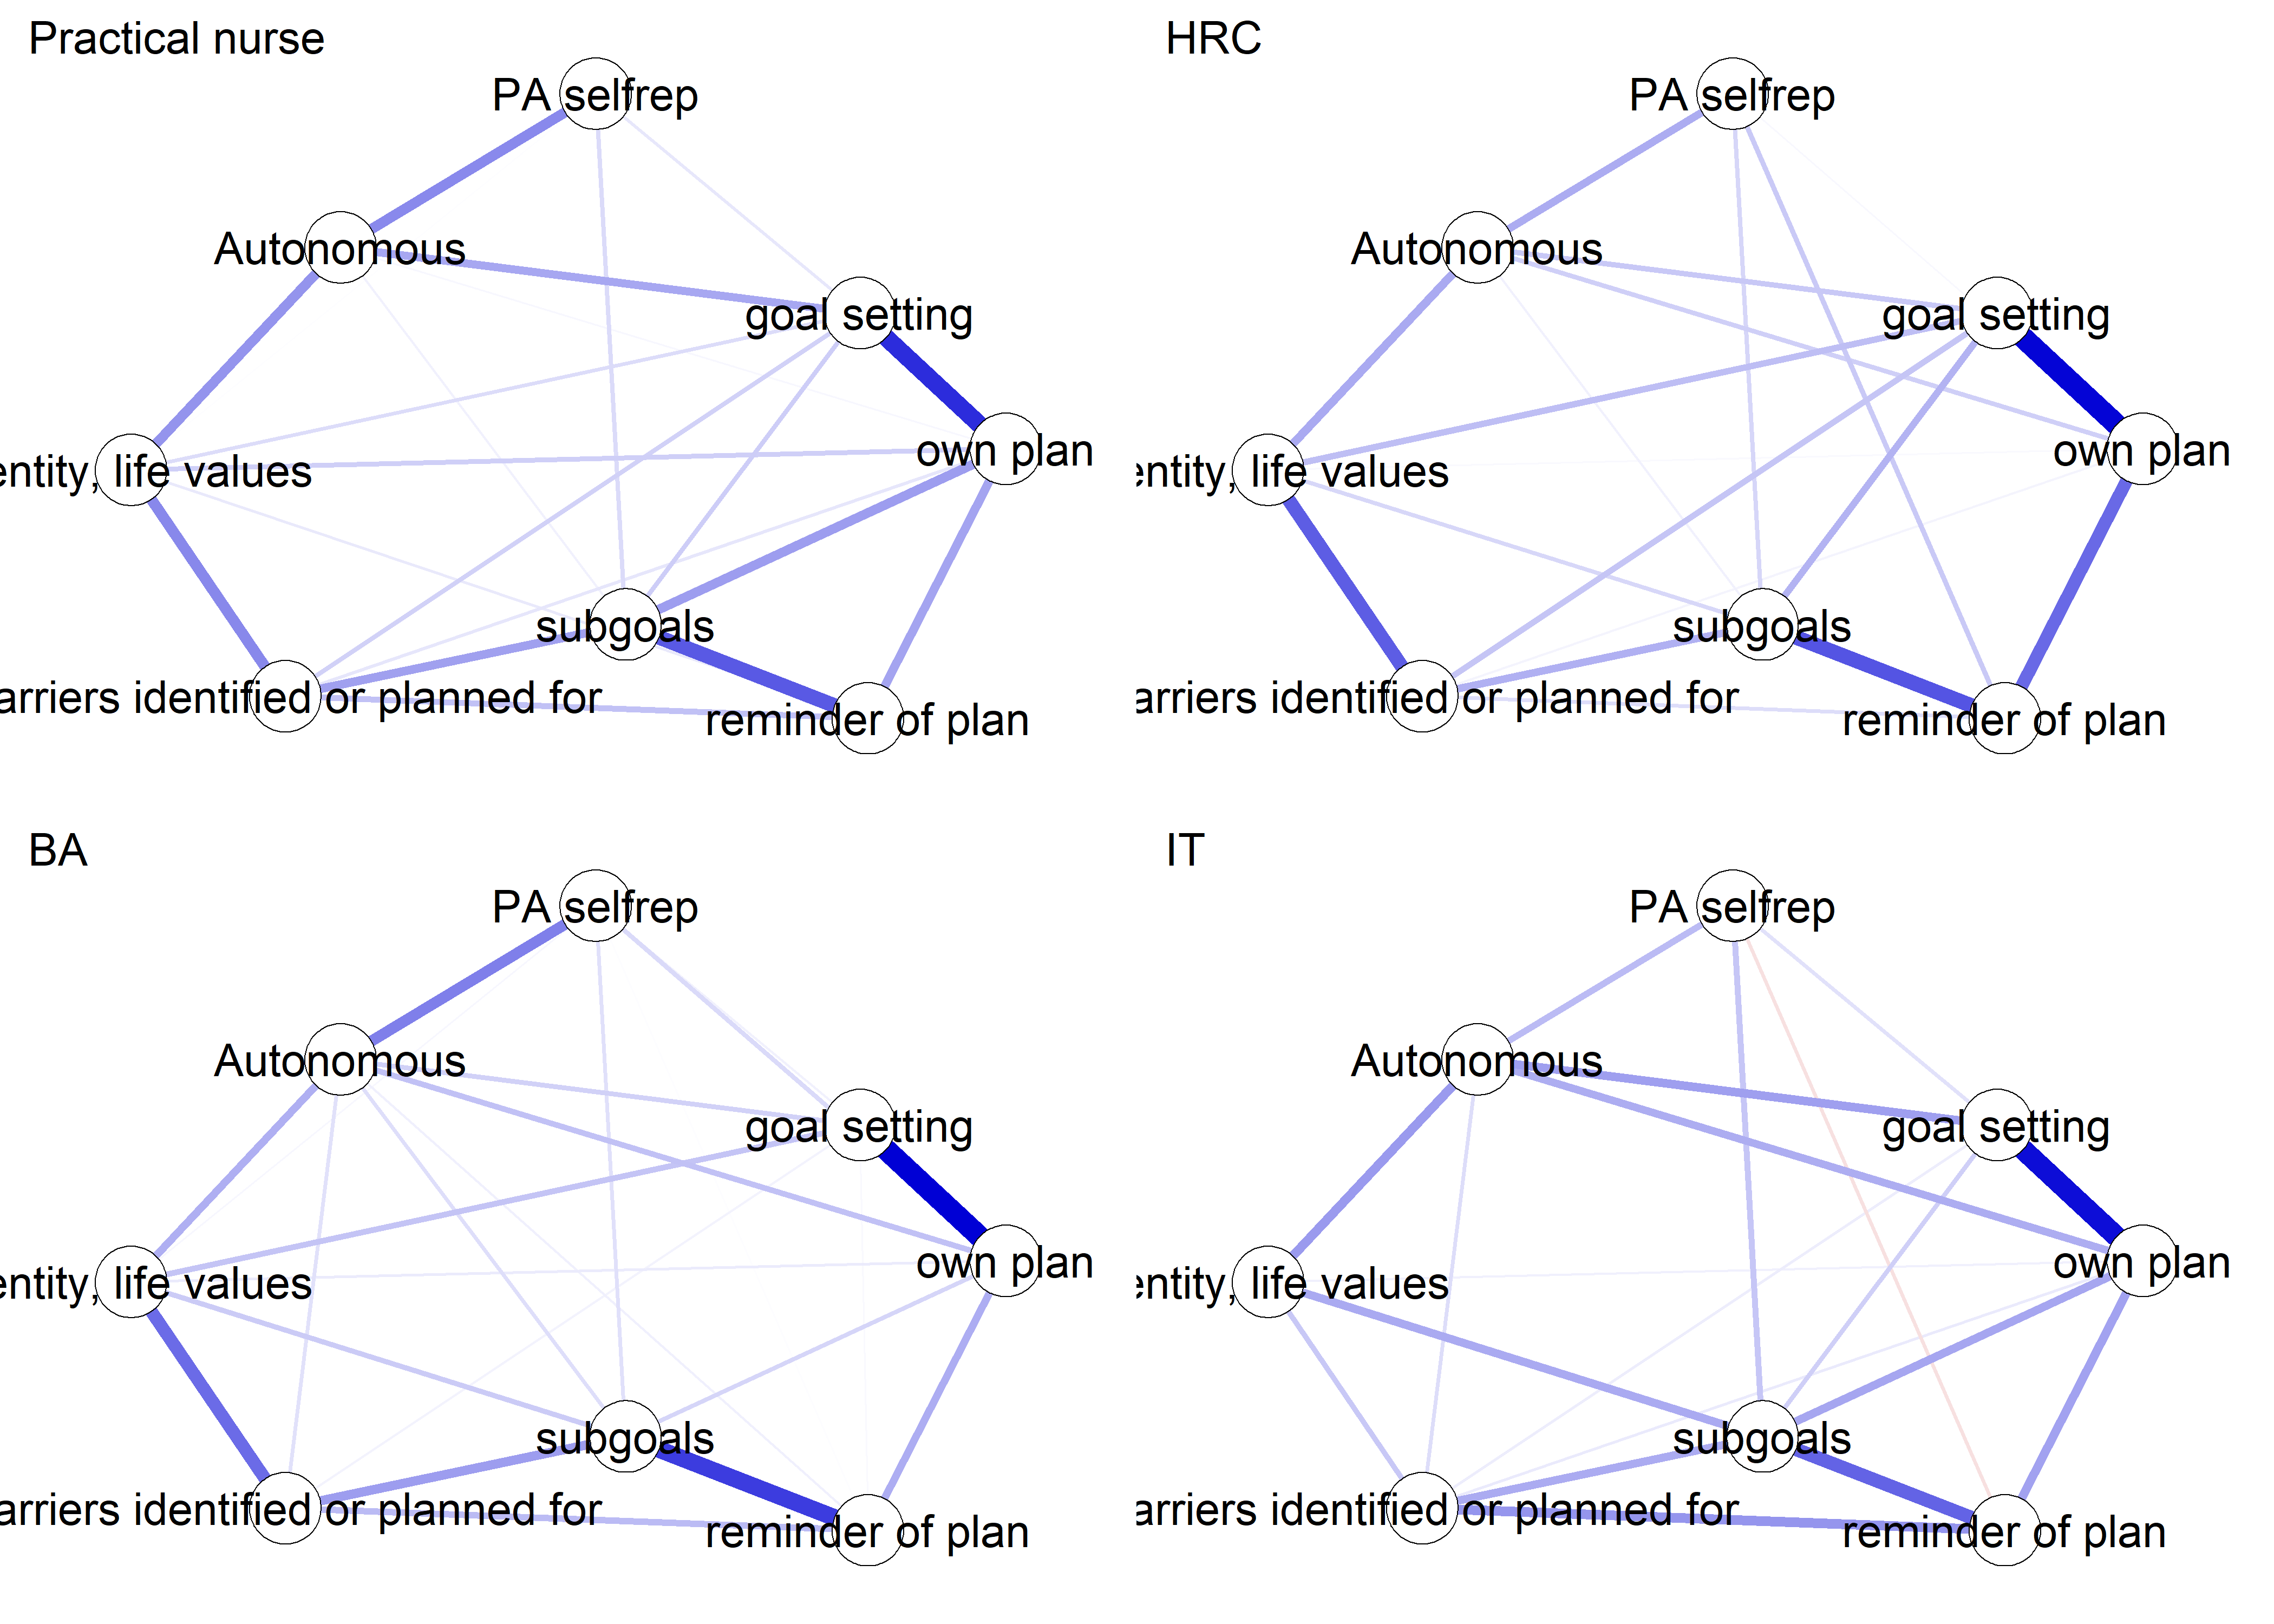 Practical nurse
PA selfrep
Autonomous
goal setting
own plan
entity, life values
subgoals
arriers identified or planned for
reminder of plan
HRC
PA selfrep
Autonomous
goal setting
own plan
entity, life values
subgoals
arriers identified or planned for
reminder of plan
BA
PA selfrep
Autonomous
goal setting
own plan
entity, life values
subgoals
arriers identified or planned for
reminder of plan
IT
PA selfrep
Autonomous
goal setting
own plan
entity, life values
subgoals
arriers identified or planned for
reminder of plan